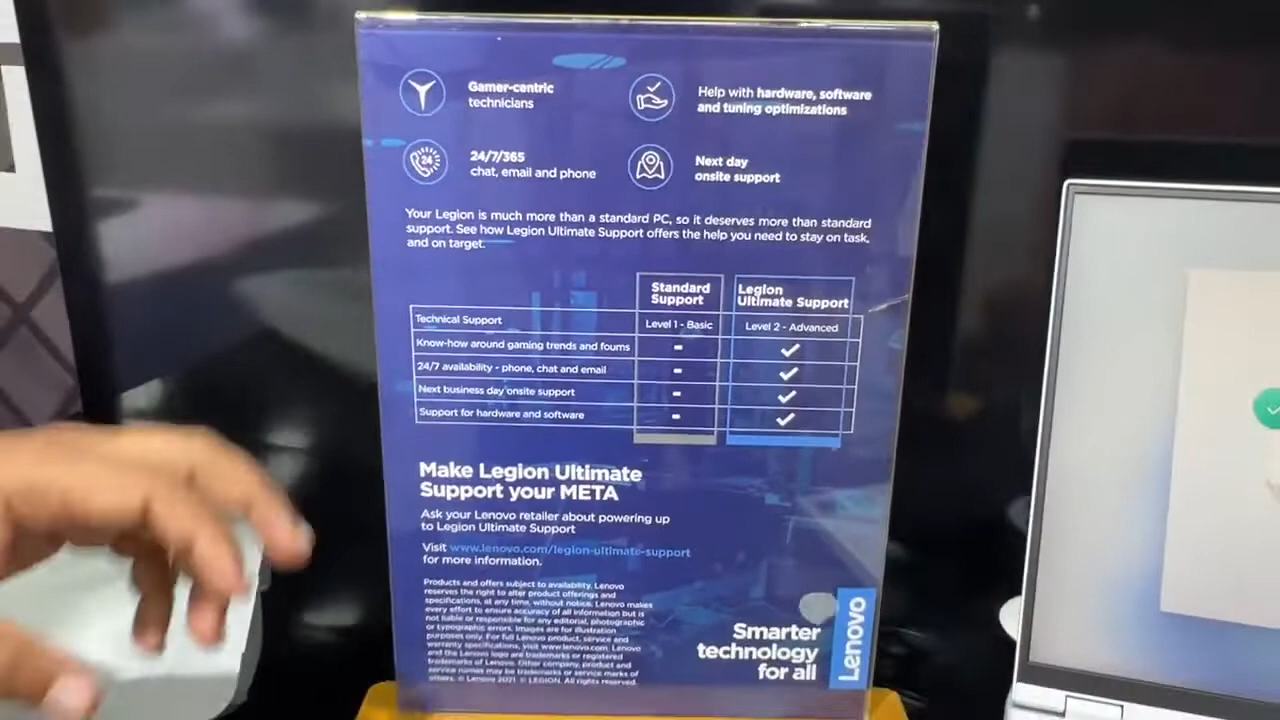 Gamer-centric
technicians
Help with hardware, software
and tuning optimizations
24
24/7/365
chat, email and phone
Next day
onsite support
Your Legion is much more than a standard PC, so it deserves more than standard
support. See how Legion Ultimate Support offers the help you need to stay on task,
and on target.
Standard
Support
Legion
Ultimate Support
Technical Support
Level 1 - Basic
Level 2 - Advanced
Know-how around gaming trends and foums
24/7 availability - phone, chat and email
Next business day onsite support
Support for hardware and software
Make Legion Ultimate
Support your META
Ask your Lenovo retailer about powering up
to Legion Ultimate Support
Visit www.lenovo.com/legion-ultimate-support
for more information.
Products and offers subject to availability. Lenovo
reserves the right to alter product offerings and
specifications, at any time, without notice. Lenovo makes
every effort to ensure accuracy of all information but is
not liable or responsible for any editorial, photographic
or typographic errors. Images are for illustration
purposes only. For full Lenovo product, service and
warranty specifications, visit www.lenovo.com. Lenovo
and the Lenovo logo are trademarks or registered
trademarks of Lenovo. Other company, product and
service names may be trademarks or service marks of
others. © Lenovo 2021. © LEGION. All rights reserved.
Smarter
technology
for all
Lenovo